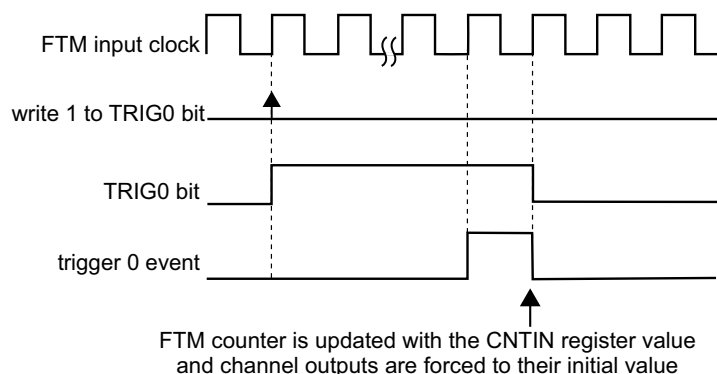 FTM input clock
write 1 to TRIG0 bit
TRIG0 bit
trigger 0 event
FTM counter is updated with the CNTIN register value
and channel outputs are forced to their initial value